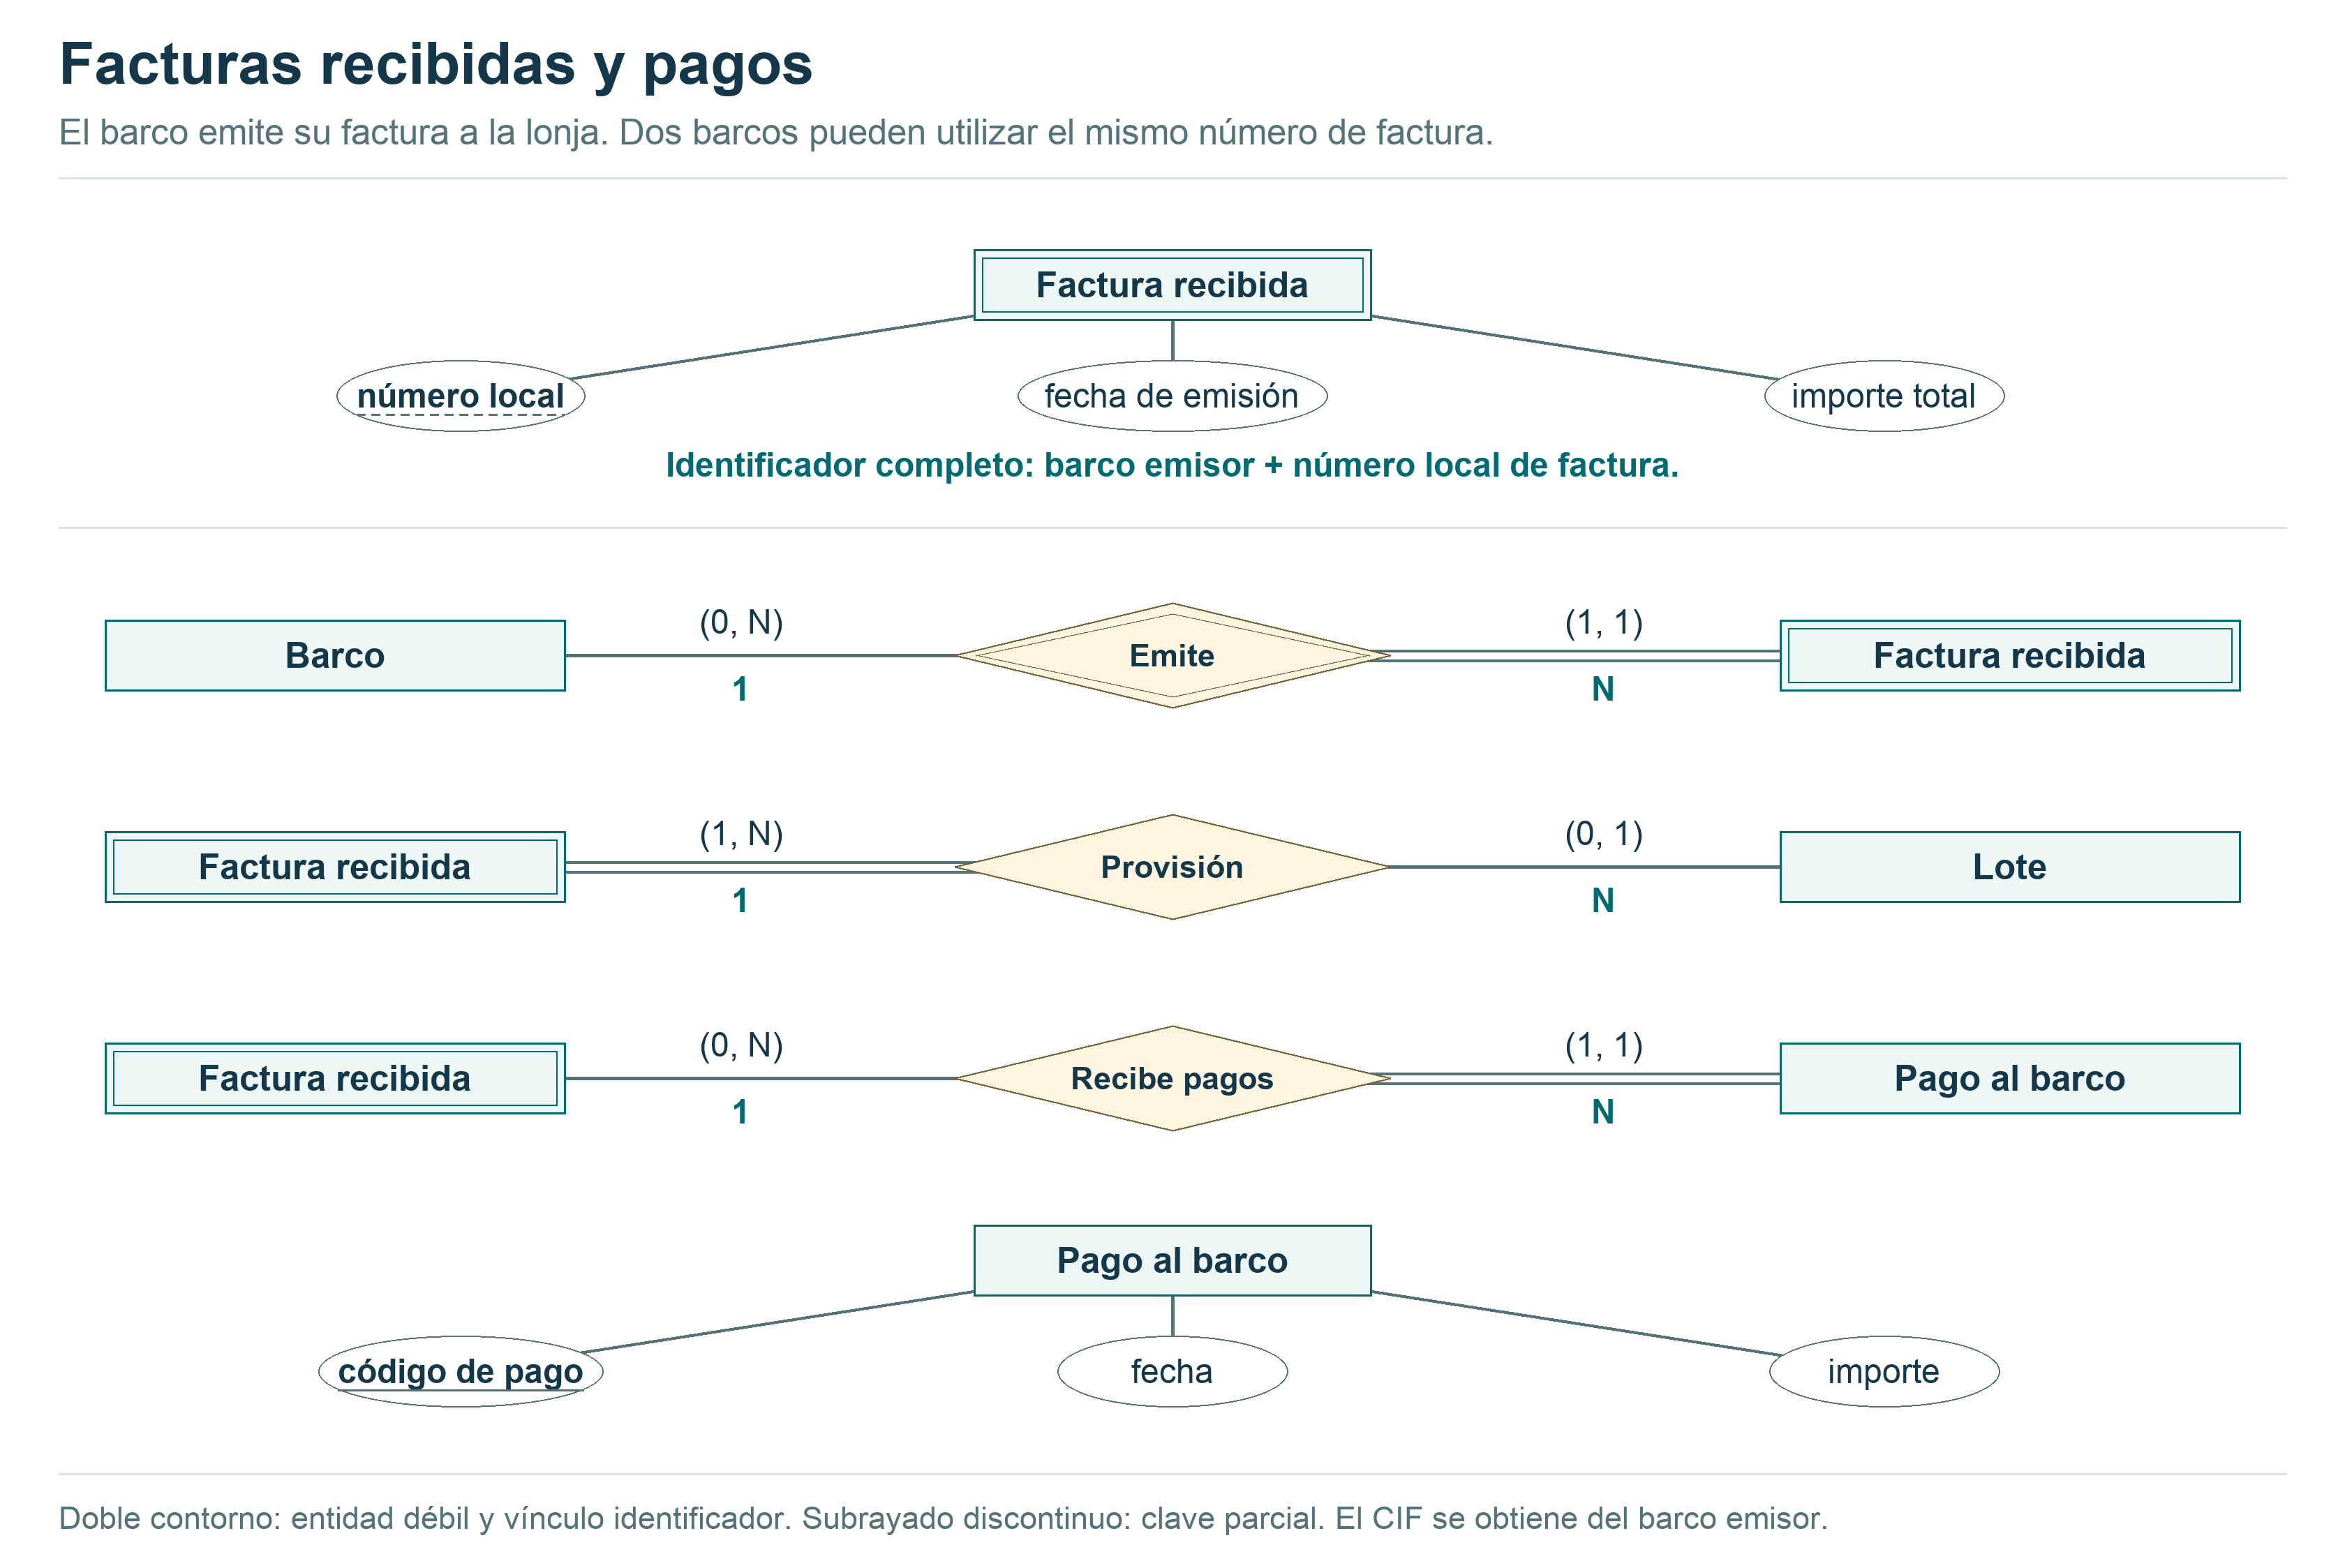 Facturas recibidas y pagos
El barco emite su factura a la lonja. Dos barcos pueden utilizar el mismo número de factura.
Factura recibida
número local
fecha de emisión
importe total
Identificador completo: barco emisor + número local de factura.
Barco
(0, N)
1
Emite
(1, 1)
N
Factura recibida
Factura recibida
(1, N)
1
Provisión
(0, 1)
N
Lote
Factura recibida
(0, N)
1
Recibe pagos
(1, 1)
N
Pago al barco
Pago al barco
código de pago
fecha
importe
Doble contorno: entidad débil y vínculo identificador. Subrayado discontinuo: clave parcial. El CIF se obtiene del barco emisor.